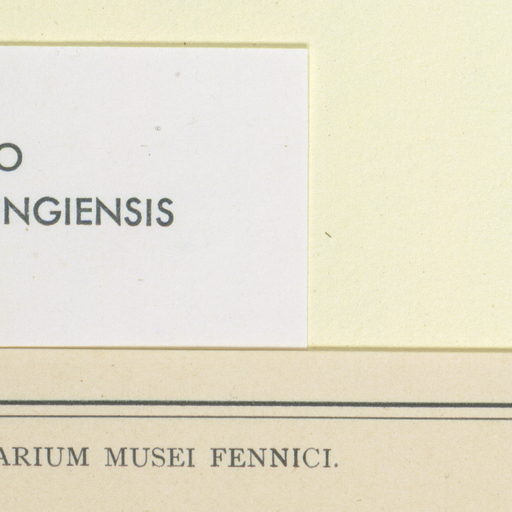 O
NGIENSIS
ARIUM MUSEI FENNICI.